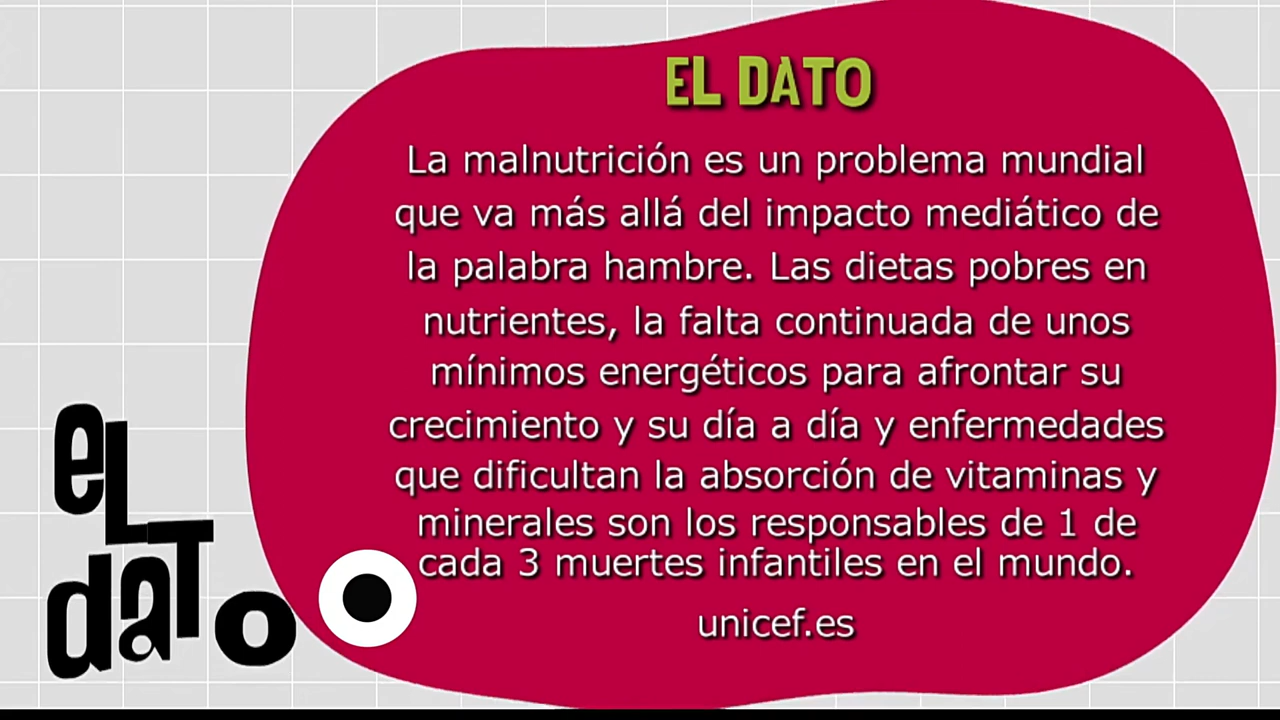 EL DATO
La malnutrición es un problema mundial
que va más allá del impacto mediático de
la palabra hambre. Las dietas pobres en
nutrientes, la falta continuada de unos
mínimos energéticos para afrontar su
crecimiento y su día a día y enfermedades
que dificultan la absorción de vitaminas y
minerales son los responsables de 1 de
cada 3 muertes infantiles en el mundo.
unicef.es
eL
daTo